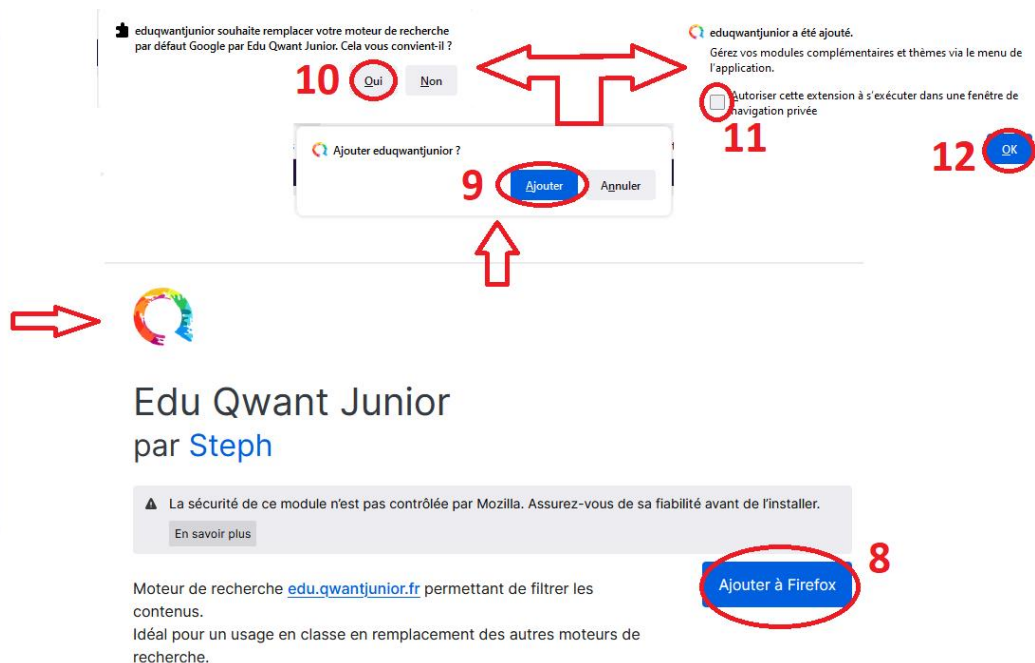 eduqwantjunior souhaite remplacer votre moteur de recherche
par défaut Google par Edu Qwant Junior. Cela vous convient-il ?
10
Oui Non
eduqwantjunior a été ajouté.
Gérez vos modules complémentaires et thèmes via le menu de
l'application.
Autoriser cette extension à s'exécuter dans une fenêtre de
navigation privée
11
12
OK
Ajouter eduqwantjunior ?
9
Ajouter Annuler
Edu Qwant Junior
par Steph
La sécurité de ce module n'est pas contrôlée par Mozilla. Assurez-vous de sa fiabilité avant de l'installer.
En savoir plus
8
Ajouter à Firefox
Moteur de recherche edu.qwantjunior.fr permettant de filtrer les
contenus.
Idéal pour un usage en classe en remplacement des autres moteurs de
recherche.